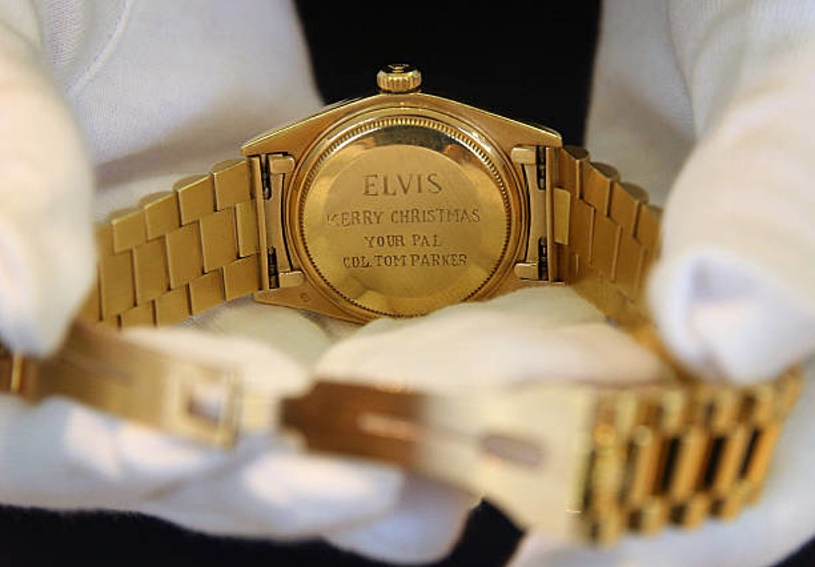 ELVIS
MERRY CHRISTMAS
YOUR PAL
COL. TOM PARKER